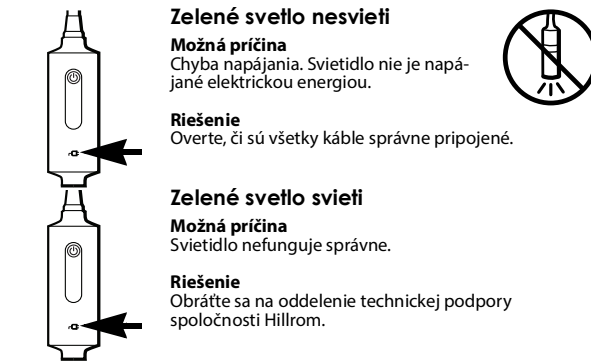 Zelené svetlo nesvieti
Možná príčina
Chyba napájania. Svietidlo nie je napá-
jané elektrickou energiou.
Riešenie
Overte, či sú všetky káble správne pripojené.
Zelené svetlo svieti
Možná príčina
Svietidlo nefunguje správne.
Riešenie
Obráťte sa na oddelenie technickej podpory
spoločnosti Hillrom.